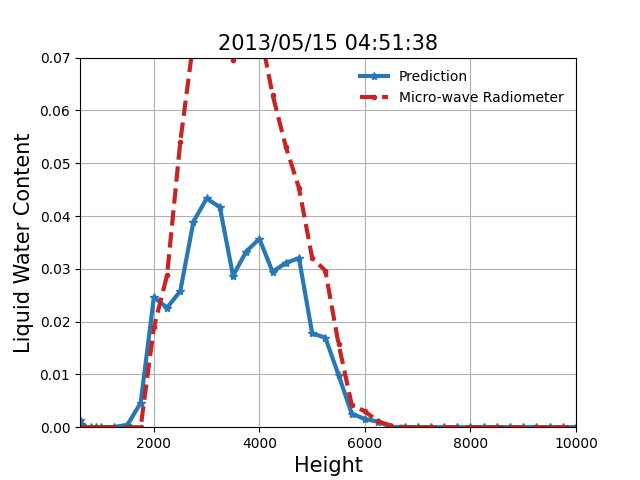 2013/05/15 04:51:38
Prediction
Micro-wave Radiometer
Liquid Water Content
0.07
0.06
0.05
0.04
0.03
0.02
0.01
0.00
2000 4000 6000 8000 10000
Height